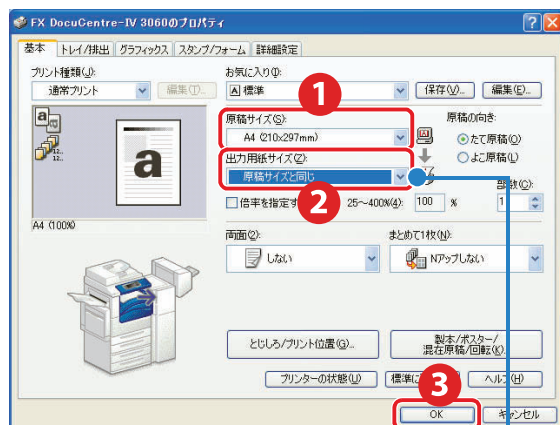 FX DocuCentre-IV 3060のプロパティ
基本 トレイ/排出 グラフィックス スタンプ/フォーム 詳細設定
プリント種類(J): お気に入り(I):
通常プリント 編集(T)... A 標準 保存(V)... 編集(E)...
1
原稿サイズ(S): 原稿の向き:
A4 (210x297mm) たて原稿(O)
出力用紙サイズ(Z): よこ原稿(L)
原稿サイズと同じ
2
部数(C):
倍率を指定す 25～400%(4): 100 % 1
a
12..
12..
a
A4 (100%)
両面(2): まとめて1枚(N):
しない Nアップしない
とじしろ/プリント位置(G)... 製本/ポスター/
混在原稿/回転(K)...
プリンターの状態(U) 標準に ヘルプ(H)
3
OK キャンセル